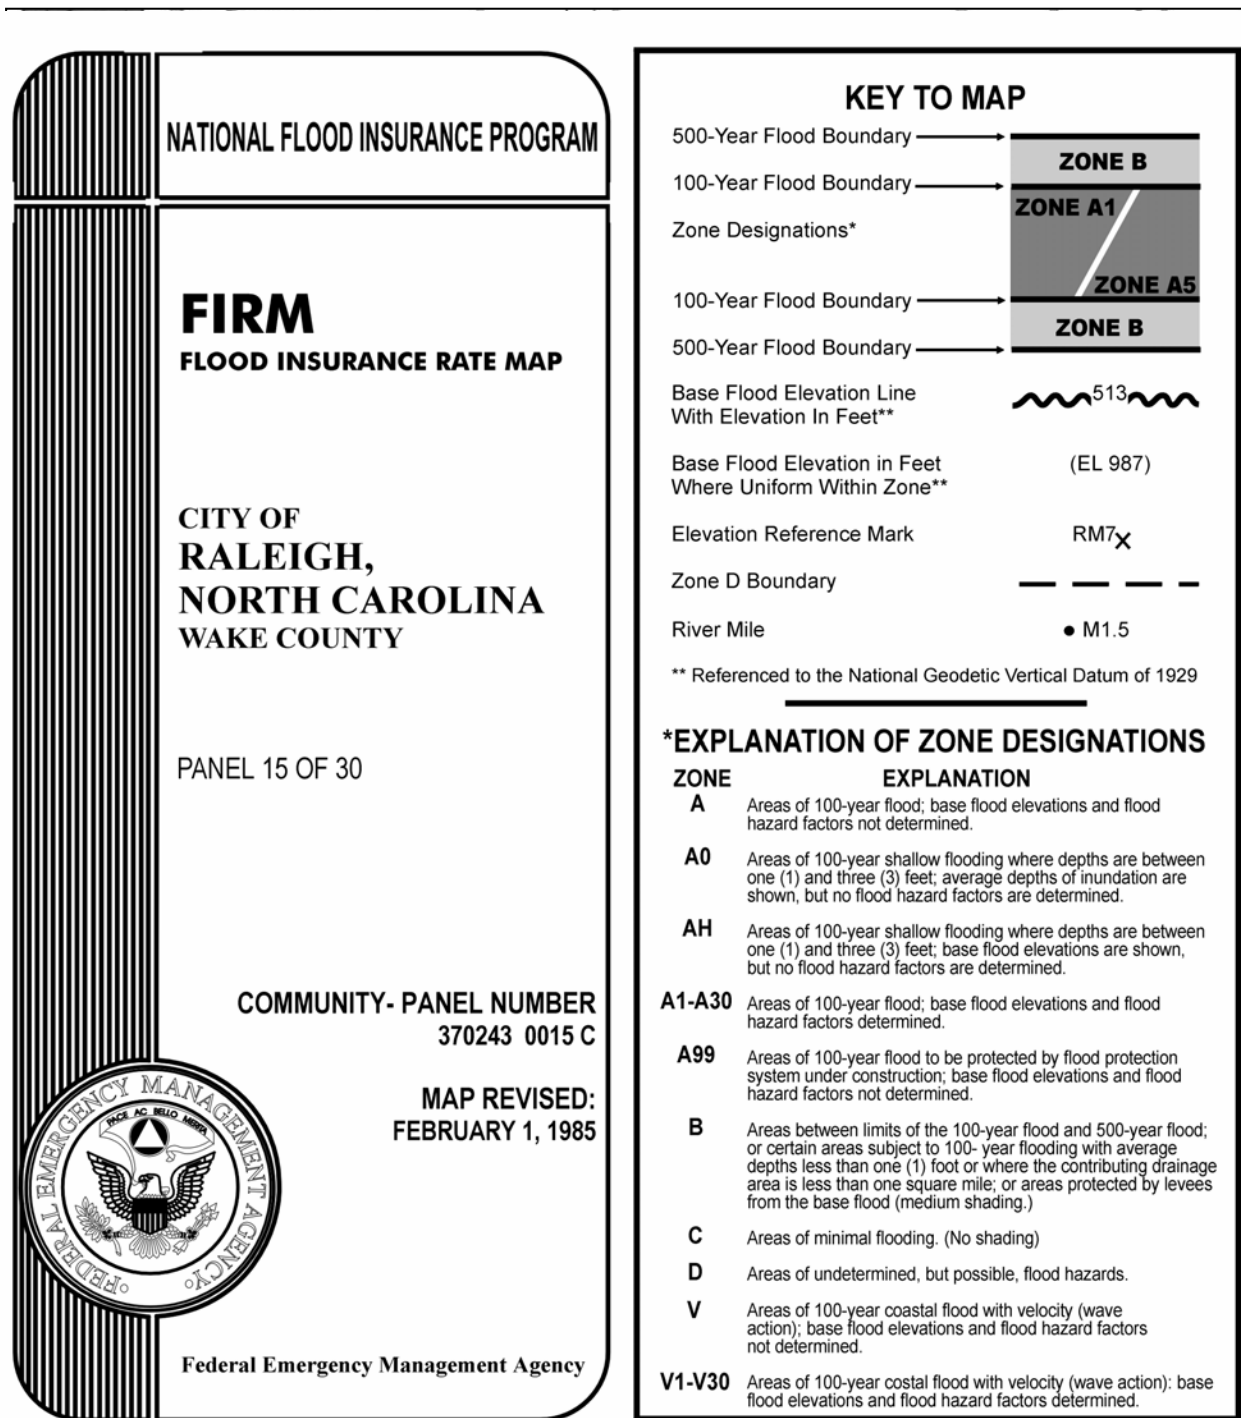 NATIONAL FLOOD INSURANCE PROGRAM
FIRM
FLOOD INSURANCE RATE MAP
CITY OF
RALEIGH,
NORTH CAROLINA
WAKE COUNTY
PANEL 15 OF 30
COMMUNITY- PANEL NUMBER
370243 0015 C
MAP REVISED:
FEBRUARY 1, 1985
FEDERAL EMERGENCY MANAGEMENT AGENCY
PACE AC BELLO MERITA
Federal Emergency Management Agency
KEY TO MAP
500-Year Flood Boundary
ZONE B
100-Year Flood Boundary
ZONE A1
Zone Designations*
ZONE A5
100-Year Flood Boundary
ZONE B
500-Year Flood Boundary
Base Flood Elevation Line
With Elevation In Feet**
513
Base Flood Elevation in Feet
Where Uniform Within Zone**
(EL 987)
Elevation Reference Mark
RM7
Zone D Boundary
River Mile
• M1.5
** Referenced to the National Geodetic Vertical Datum of 1929
*EXPLANATION OF ZONE DESIGNATIONS
ZONE EXPLANATION
A Areas of 100-year flood; base flood elevations and flood
hazard factors not determined.
A0 Areas of 100-year shallow flooding where depths are between
one (1) and three (3) feet; average depths of inundation are
shown, but no flood hazard factors are determined.
AH Areas of 100-year shallow flooding where depths are between
one (1) and three (3) feet; base flood elevations are shown,
but no flood hazard factors are determined.
A1-A30 Areas of 100-year flood; base flood elevations and flood
hazard factors determined.
A99 Areas of 100-year flood to be protected by flood protection
system under construction; base flood elevations and flood
hazard factors not determined.
B Areas between limits of the 100-year flood and 500-year flood;
or certain areas subject to 100- year flooding with average
depths less than one (1) foot or where the contributing drainage
area is less than one square mile; or areas protected by levees
from the base flood (medium shading.)
C Areas of minimal flooding. (No shading)
D Areas of undetermined, but possible, flood hazards.
V Areas of 100-year coastal flood with velocity (wave
action); base flood elevations and flood hazard factors
not determined.
V1-V30 Areas of 100-year costal flood with velocity (wave action): base
flood elevations and flood hazard factors determined.